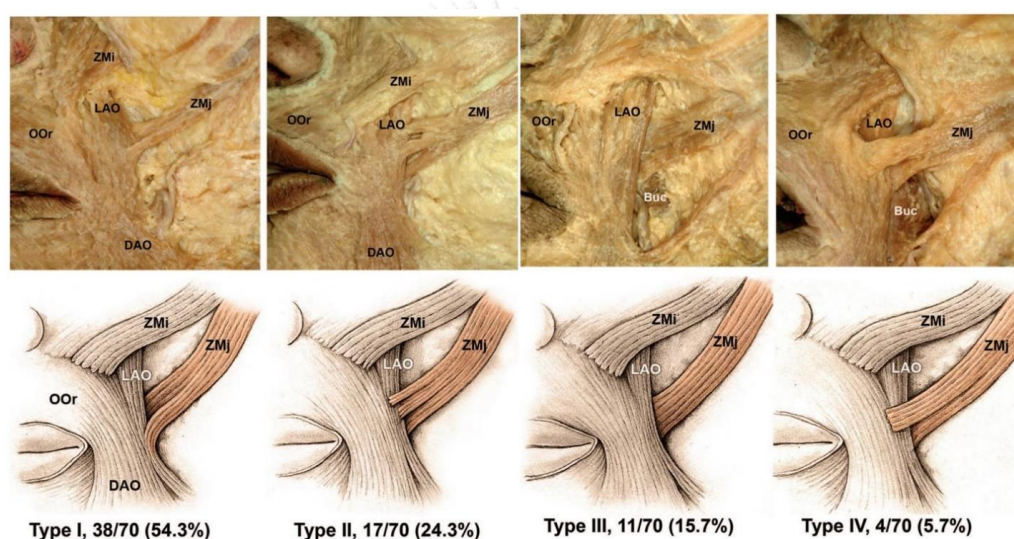 ZMi
LAO
ZMj
OOr
DAO
ZMi
ZMj
OOr
LAO
DAO
OOr
LAO
ZMj
Buc
OOr
LAO
ZMj
Buc
ZMi
ZMj
LAO
OOr
DAO
ZMi
ZMj
LAO
ZMi
ZMj
LAO
ZMi
ZMj
LAO
Type I, 38/70 (54.3%)
Type II, 17/70 (24.3%)
Type III, 11/70 (15.7%)
Type IV, 4/70 (5.7%)